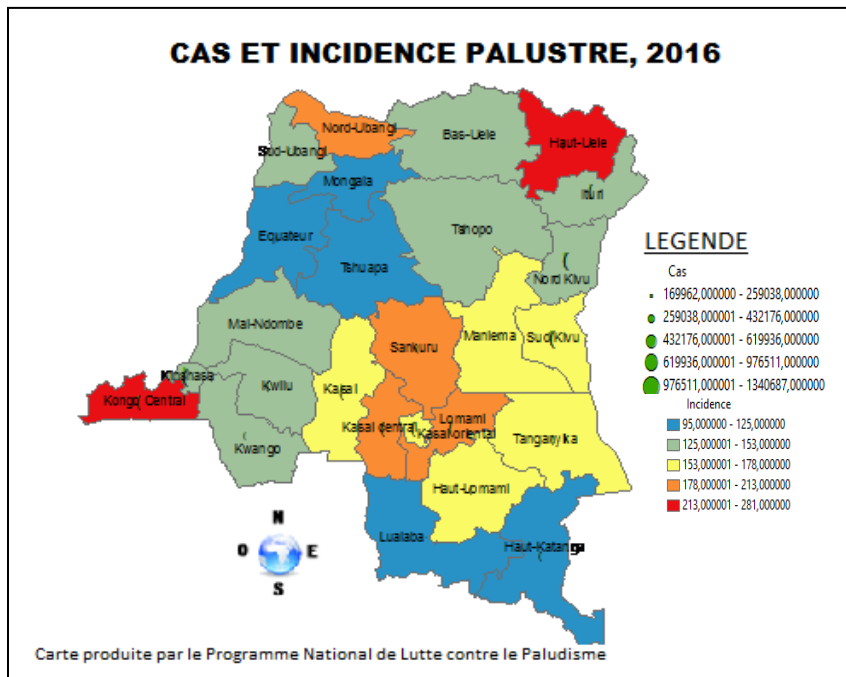 CAS ET INCIDENCE PALUSTRE, 2016
Nord-Ubangi
Sud-Ubangi
Bas-Uele
Haut-Uele
Mongala
Ituri
Equateur
Tshopo
Tshuapa
Nord Kivu
LEGENDE
Cas
169962,000000 - 259038,000000
259038,000001 - 432176,000000
432176,000001 - 619936,000000
619936,000001 - 976511,000000
976511,000001 - 1340687,000000
Incidence
95,000000 - 125,000000
125,000001 - 153,000000
153,000001 - 178,000000
178,000001 - 213,000000
213,000001 - 281,000000
Mai-Ndombe
Maniema
Sud Kivu
Sankuru
Kinshasa
Kwilu
Kasai
Kongo Central
Lomami
Kasai central
Kasai oriental
Kwango
Tanganyika
Haut-Lomami
Lualaba
Haut-Katanga
N
O
E
S
Carte produite par le Programme National de Lutte contre le Paludisme